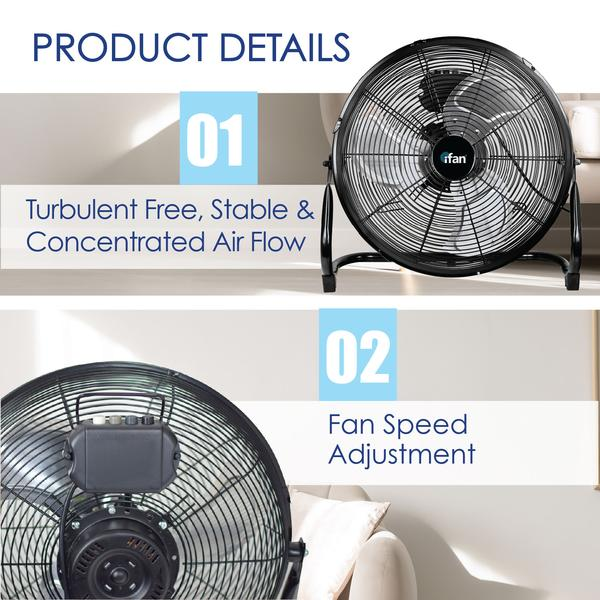 PRODUCT DETAILS
01
ifan
Turbulent Free, Stable &
Concentrated Air Flow
02
Fan Speed
Adjustment